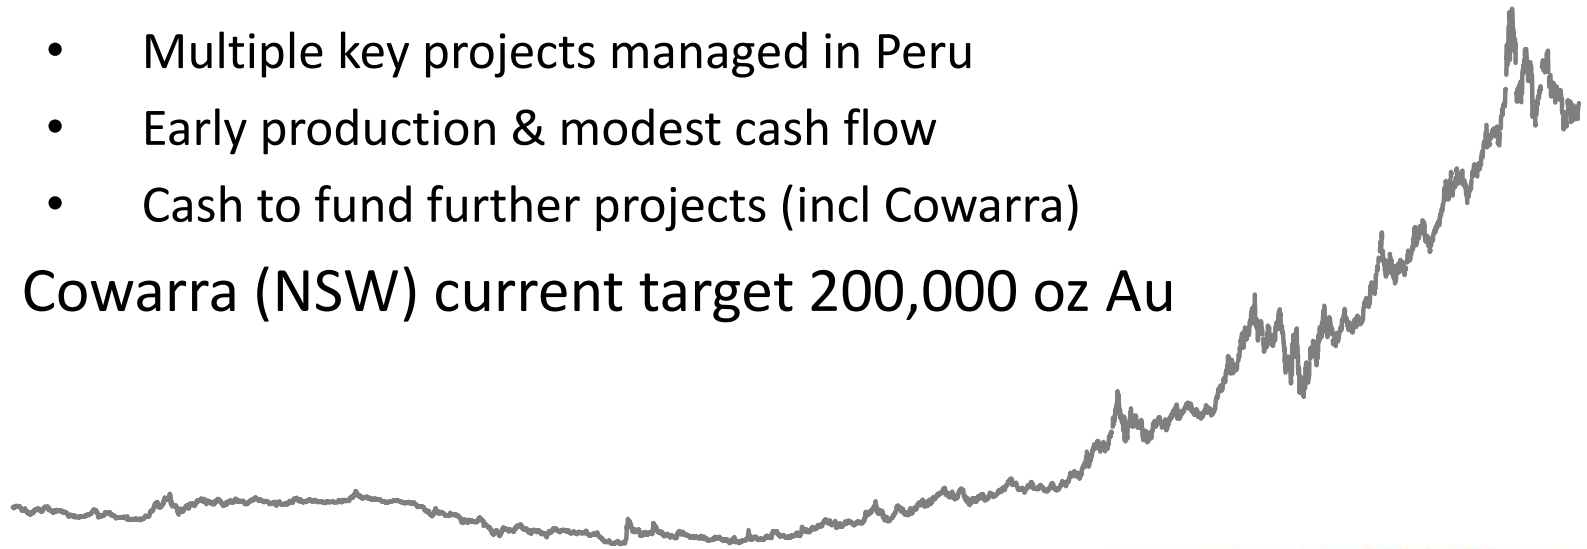 • Multiple key projects managed in Peru
• Early production & modest cash flow
• Cash to fund further projects (incl Cowarra)
Cowarra (NSW) current target 200,000 oz Au